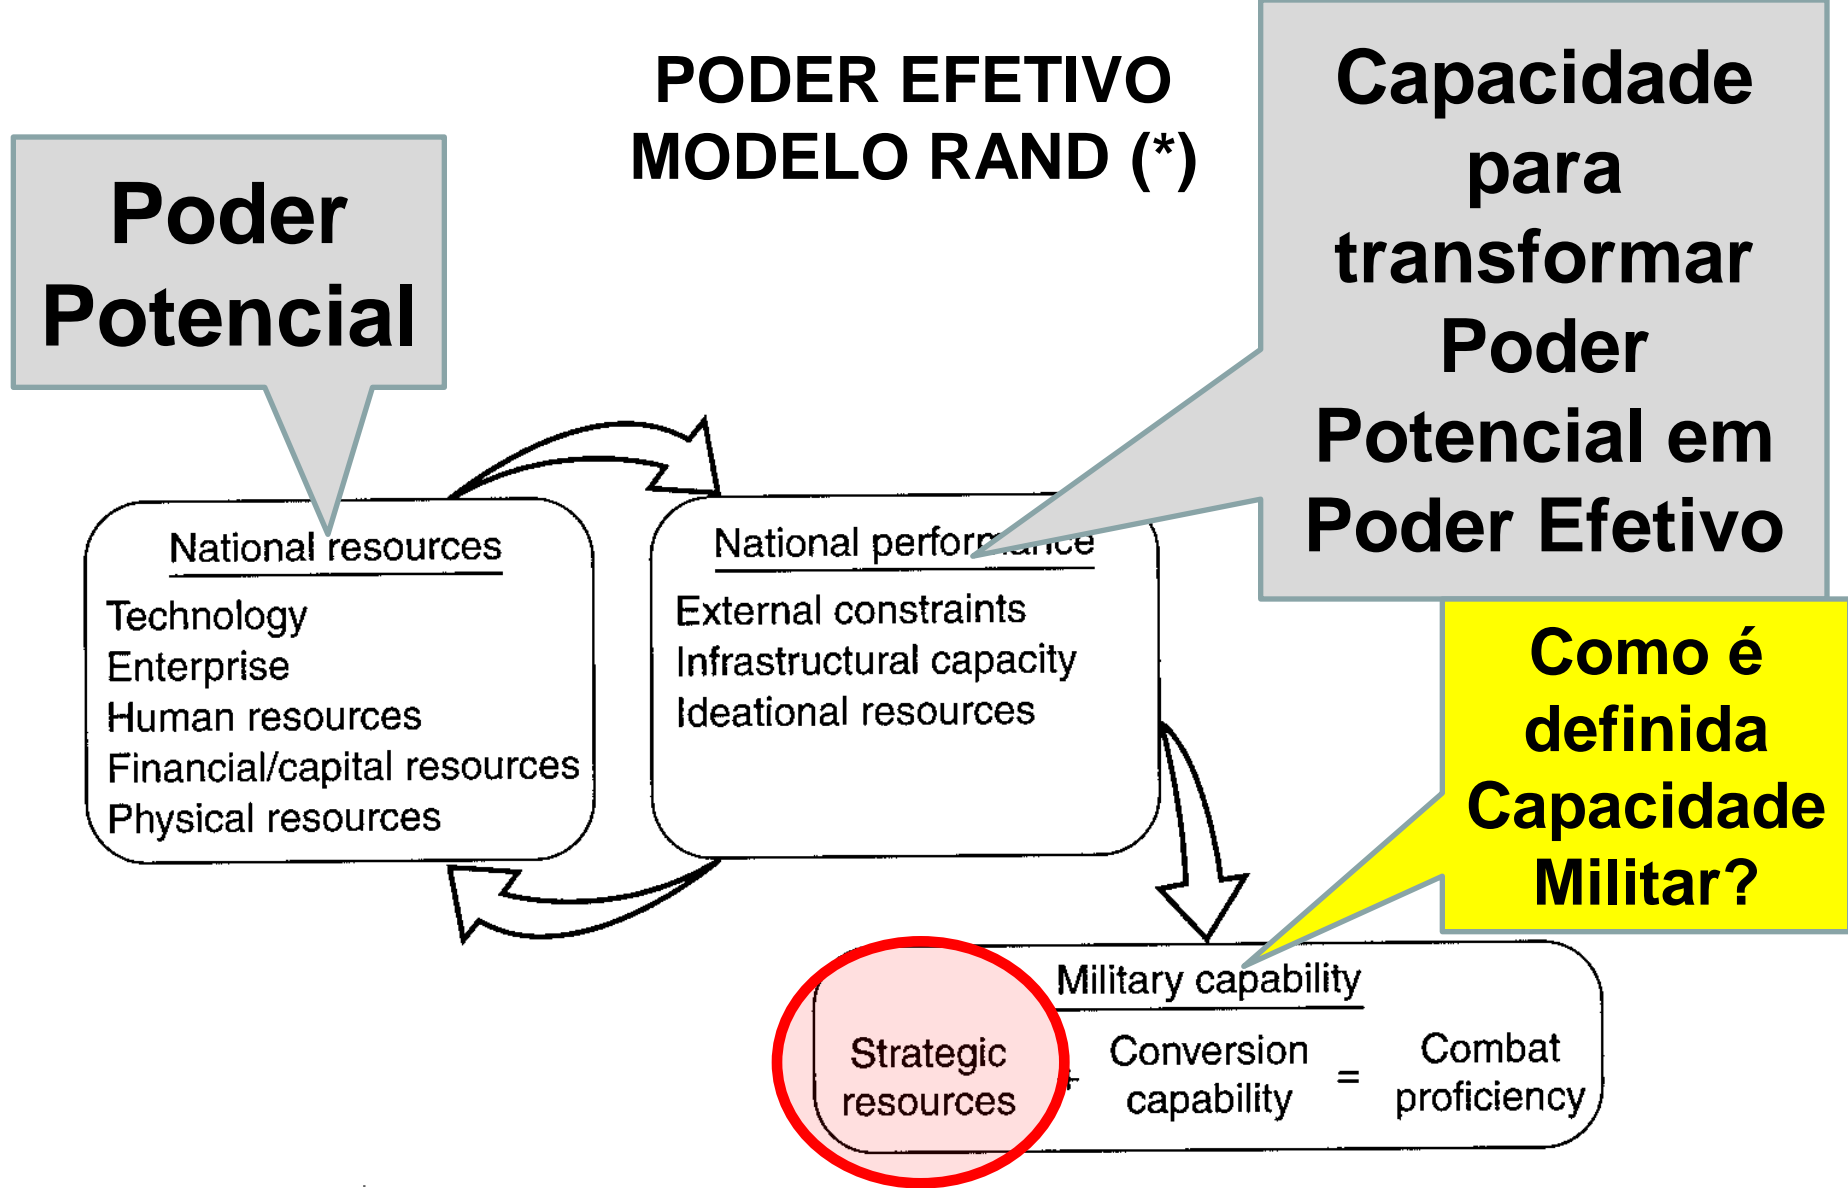 PODER EFETIVO
MODELO RAND (*)
Poder
Potencial
Capacidade
para
transformar
Poder
Potencial em
Poder Efetivo
National resources
Technology
Enterprise
Human resources
Financial/capital resources
Physical resources
National performance
External constraints
Infrastructural capacity
Ideational resources
Como é
definida
Capacidade
Militar?
Military capability
Strategic
resources
+
Conversion
capability
=
Combat
proficiency